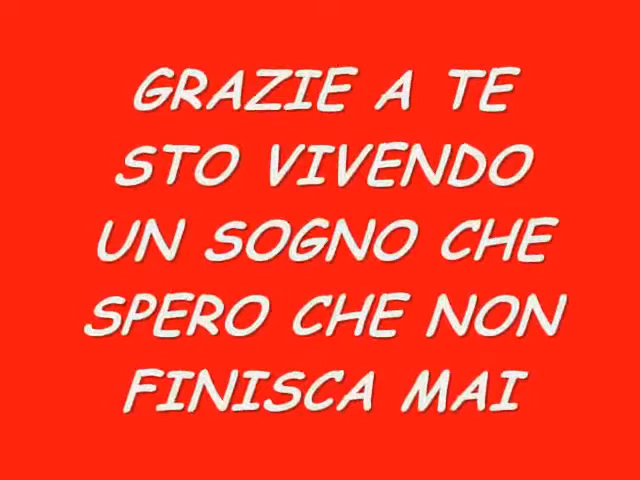 GRAZIE A TE
STO VIVENDO
UN SOGNO CHE
SPERO CHE NON
FINISCA MAI